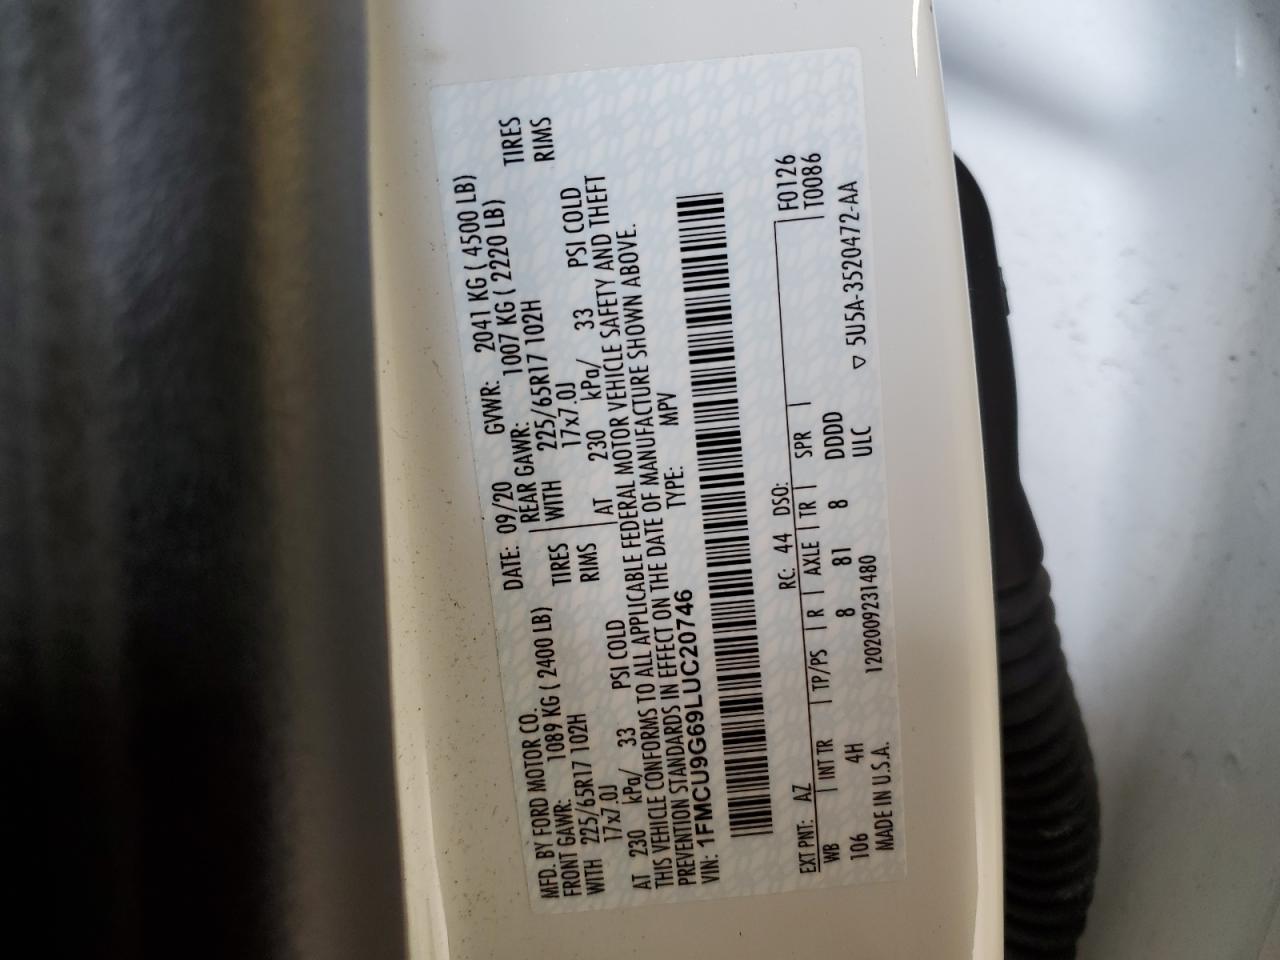 MFD. BY FORD MOTOR CO. DATE: 09/20 GVWR: 2041 KG ( 4500 LB)
FRONT GAWR: 1089 KG ( 2400 LB) REAR GAWR: 1007 KG ( 2220 LB)
WITH 225/65R17 102H TIRES WITH 225/65R17 102H TIRES
17x7.0J RIMS 17x7.0J RIMS
AT 230 kPa/ 33 PSI COLD AT 230 kPa/ 33 PSI COLD
THIS VEHICLE CONFORMS TO ALL APPLICABLE FEDERAL MOTOR VEHICLE SAFETY AND THEFT
PREVENTION STANDARDS IN EFFECT ON THE DATE OF MANUFACTURE SHOWN ABOVE.
VIN: 1FMCU9G69LUC20746 TYPE: MPV
EXT PNT: AZ RC: 44 DSO: F0126
WB INT TR TP/PS R AXLE TR SPR T0086
106 4H 8 81 8 DDDD
MADE IN U.S.A. 1202009231480 ULC ▽ 5U5A-3520472-AA